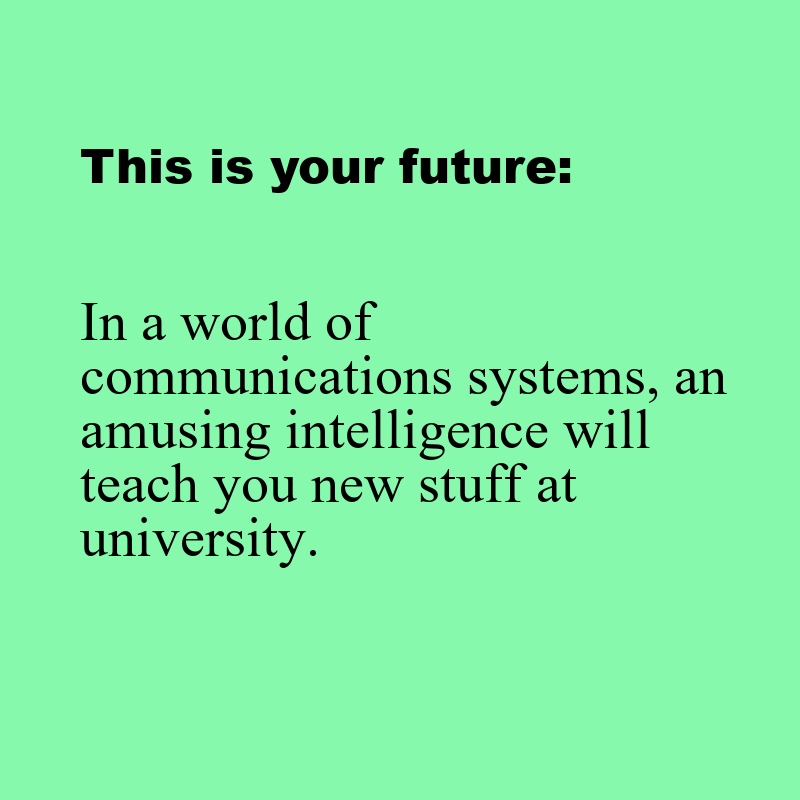 This is your future:
In a world of
communications systems, an
amusing intelligence will
teach you new stuff at
university.